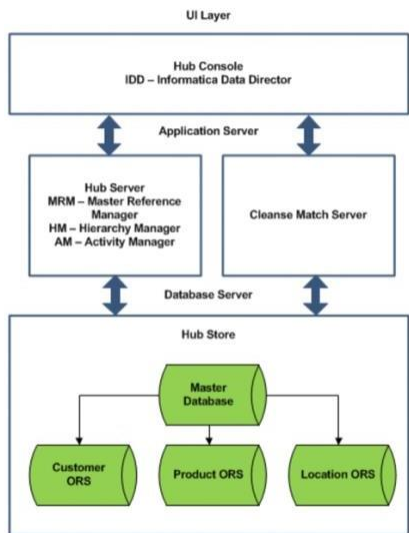 UI Layer
Hub Console
IDD – Informatica Data Director
Application Server
Hub Server
MRM – Master Reference
Manager
HM – Hierarchy Manager
AM – Activity Manager
Cleanse Match Server
Database Server
Hub Store
Master
Database
Customer
ORS
Product ORS
Location ORS